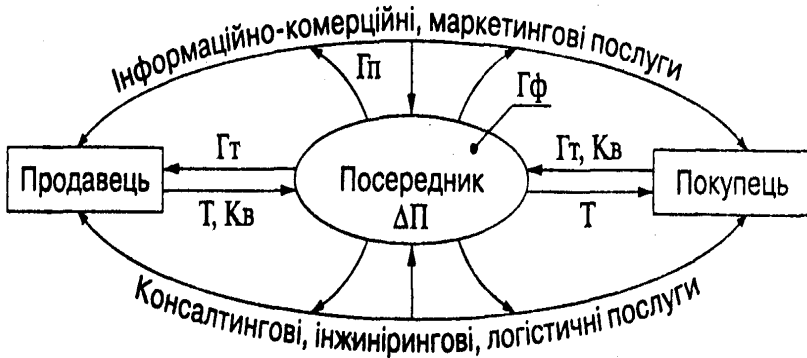 Інформаційно-комерційні, маркетингові послуги
Гп
Гф
Гт
Гт, Кв
Продавець
Посередник
Покупець
Т, Кв
ΔП
Т
Консалтингові, інжинірингові, логістичні послуги